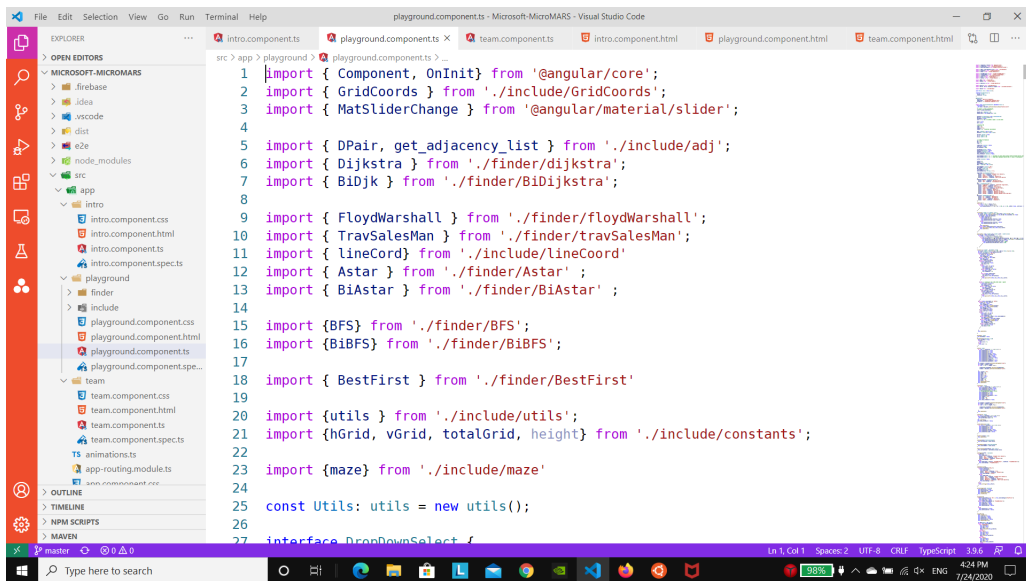 File Edit Selection View Go Run Terminal Help
playground.component.ts - Microsoft-MicroMARS - Visual Studio Code
EXPLORER
OPEN EDITORS
MICROSOFT-MICROMARS
.firebase
.idea
.vscode
dist
e2e
node_modules
src
app
intro
intro.component.css
intro.component.html
intro.component.ts
intro.component.spec.ts
playground
finder
include
playground.component.css
playground.component.html
playground.component.ts
playground.component.spe...
team
team.component.css
team.component.html
team.component.ts
team.component.spec.ts
TS animations.ts
app-routing.module.ts
app.component.css
OUTLINE
TIMELINE
NPM SCRIPTS
MAVEN
intro.component.ts playground.component.ts team.component.ts intro.component.html playground.component.html team.component.html
src > app > playground > playground.component.ts > ...
1 import { Component, OnInit} from '@angular/core';
2 import { GridCoords } from './include/GridCoords';
3 import { MatSliderChange } from '@angular/material/slider';
4
5 import { DPair, get_adjacency_list } from './include/adj';
6 import { Dijkstra } from './finder/dijkstra';
7 import { BiDjk } from './finder/BiDijkstra';
8
9 import { FloydWarshall } from './finder/floydWarshall';
10 import { TravSalesMan } from './finder/travSalesMan';
11 import { lineCord} from './include/lineCoord'
12 import { Astar } from './finder/Astar' ;
13 import { BiAstar } from './finder/BiAstar' ;
14
15 import {BFS} from './finder/BFS';
16 import {BiBFS} from './finder/BiBFS';
17
18 import { BestFirst } from './finder/BestFirst'
19
20 import {utils } from './include/utils';
21 import {hGrid, vGrid, totalGrid, height} from './include/constants';
22
23 import {maze} from './include/maze'
24
25 const Utils: utils = new utils();
26
27 interface DropDownSelect {
master 0 0 Ln 1, Col 1 Spaces: 2 UTF-8 CRLF TypeScript 3.9.6
Type here to search
98% ENG 4:24 PM
7/24/2020